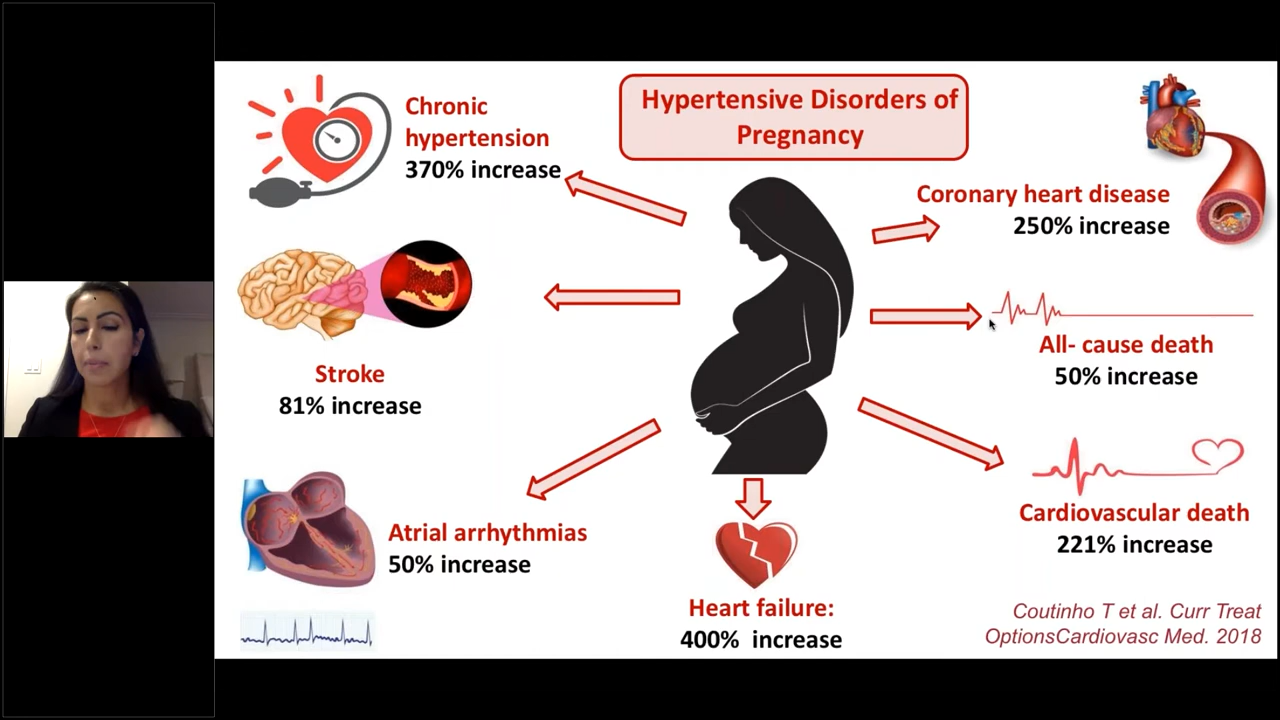 Hypertensive Disorders of
Pregnancy
Chronic
hypertension
370% increase
Stroke
81% increase
Atrial arrhythmias
50% increase
Heart failure:
400% increase
Coronary heart disease
250% increase
All- cause death
50% increase
Cardiovascular death
221% increase
Coutinho T et al. Curr Treat
OptionsCardiovasc Med. 2018